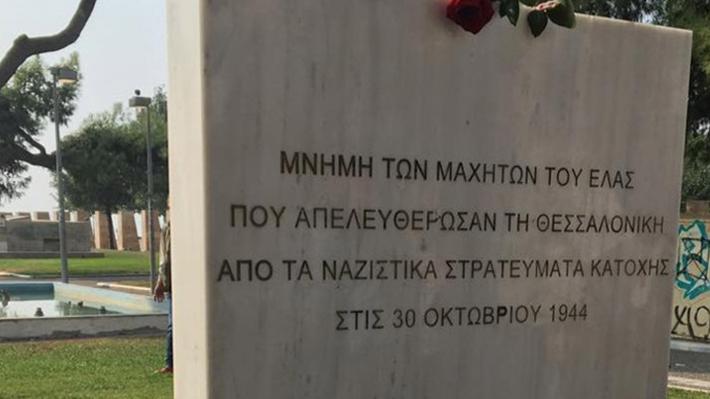 ΜΝΗΜΗ ΤΩΝ ΜΑΧΗΤΩΝ ΤΟΥ ΕΛΑΣ
ΠΟΥ ΑΠΕΛΕΥΘΕΡΩΣΑΝ ΤΗ ΘΕΣΣΑΛΟΝΙΚΗ
ΑΠΟ ΤΑ ΝΑΖΙΣΤΙΚΑ ΣΤΡΑΤΕΥΜΑΤΑ ΚΑΤΟΧΗΣ
ΣΤΙΣ 30 ΟΚΤΩΒΡΙΟΥ 1944